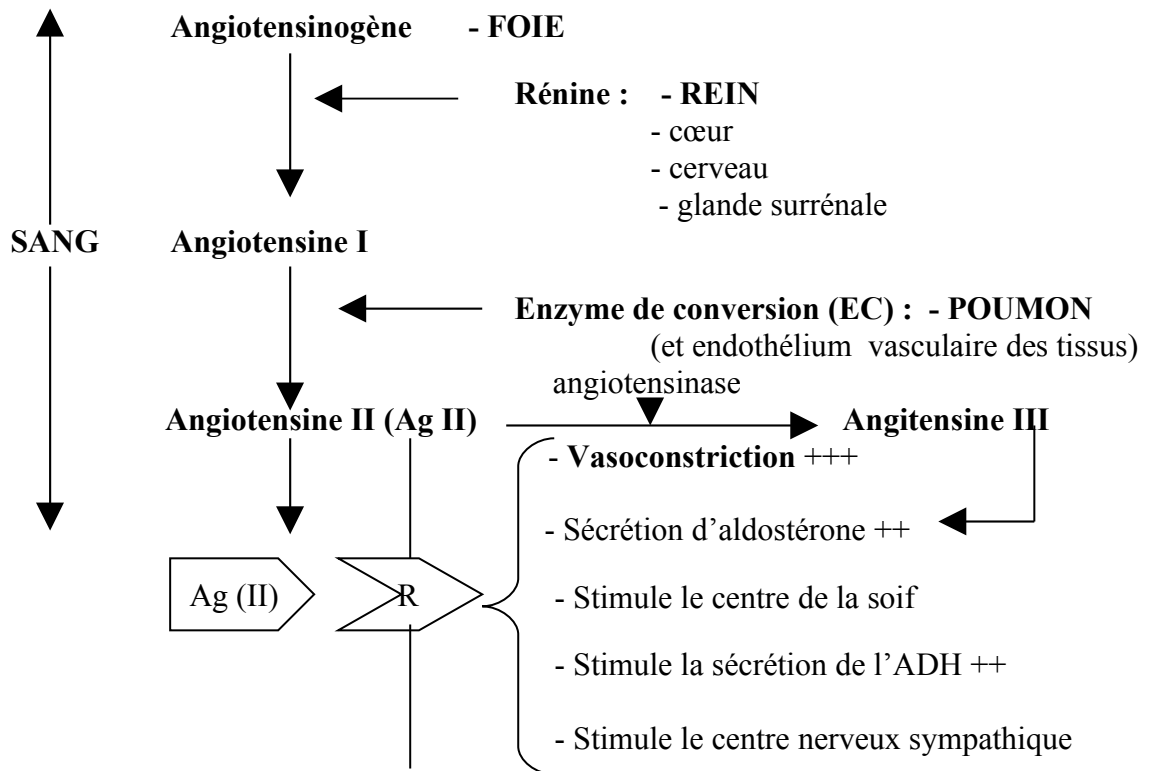 Angiotensinogène - FOIE
Rénine : - REIN
- cœur
- cerveau
- glande surrénale
SANG Angiotensine I
Enzyme de conversion (EC) : - POUMON
(et endothélium vasculaire des tissus)
angiotensinase
Angiotensine II (Ag II) Angitensine III
- Vasoconstriction +++
- Sécrétion d’aldostérone ++
Ag (II) R - Stimule le centre de la soif
- Stimule la sécrétion de l’ADH ++
- Stimule le centre nerveux sympathique